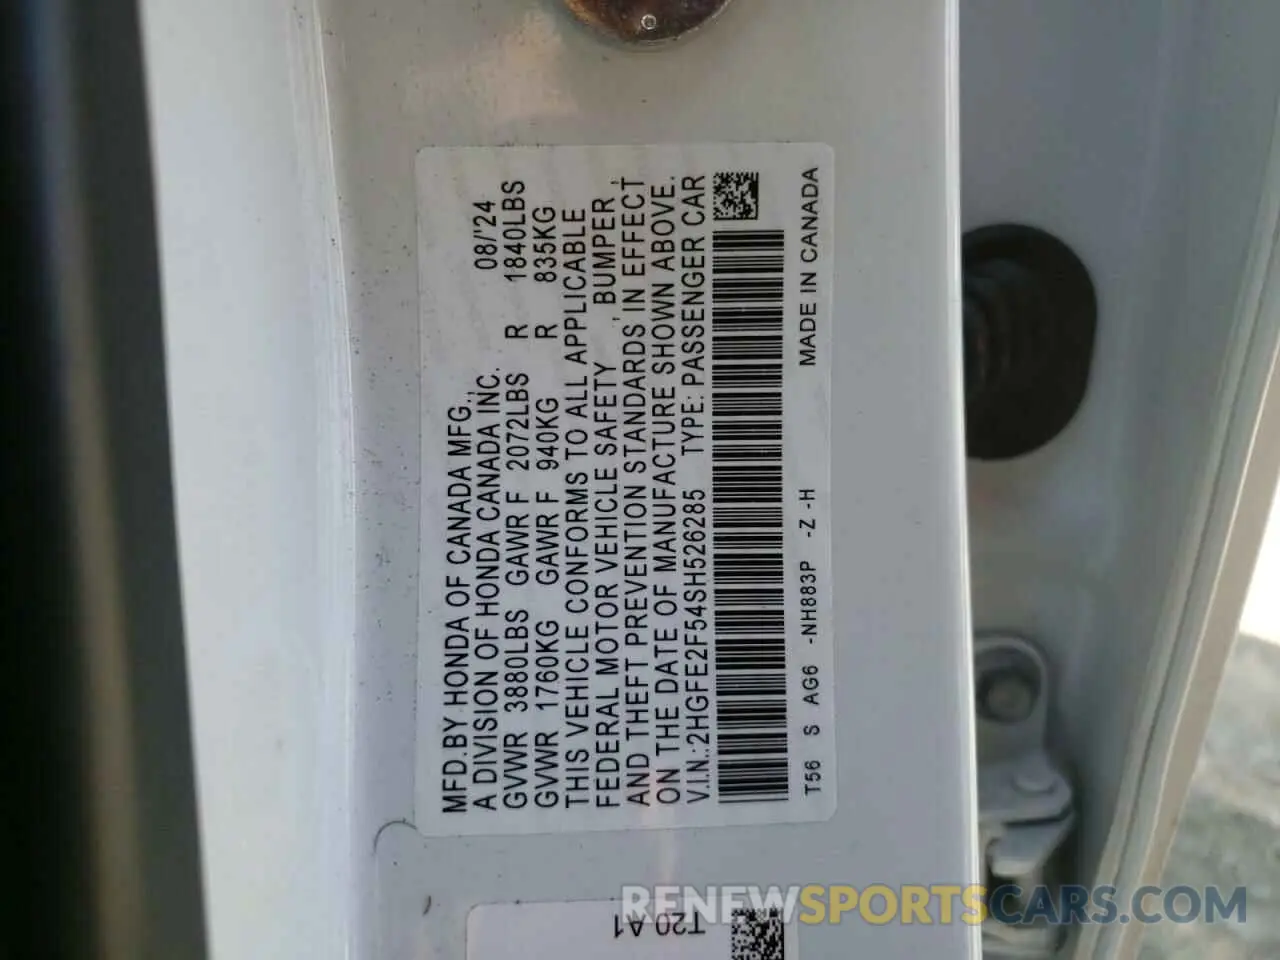 MFD.BY HONDA OF CANADA MFG.,
A DIVISION OF HONDA CANADA INC. 08/'24
GVWR 3880LBS GAWR F 2072LBS R 1840LBS
GVWR 1760KG GAWR F 940KG R 835KG
THIS VEHICLE CONFORMS TO ALL APPLICABLE
FEDERAL MOTOR VEHICLE SAFETY , BUMPER ,
AND THEFT PREVENTION STANDARDS IN EFFECT
ON THE DATE OF MANUFACTURE SHOWN ABOVE.
V.I.N.:2HGFE2F54SH526285 TYPE: PASSENGER CAR
T56 S AG6 -NH883P -Z -H MADE IN CANADA
T20 A1
RENEWSPORTSCARS.COM